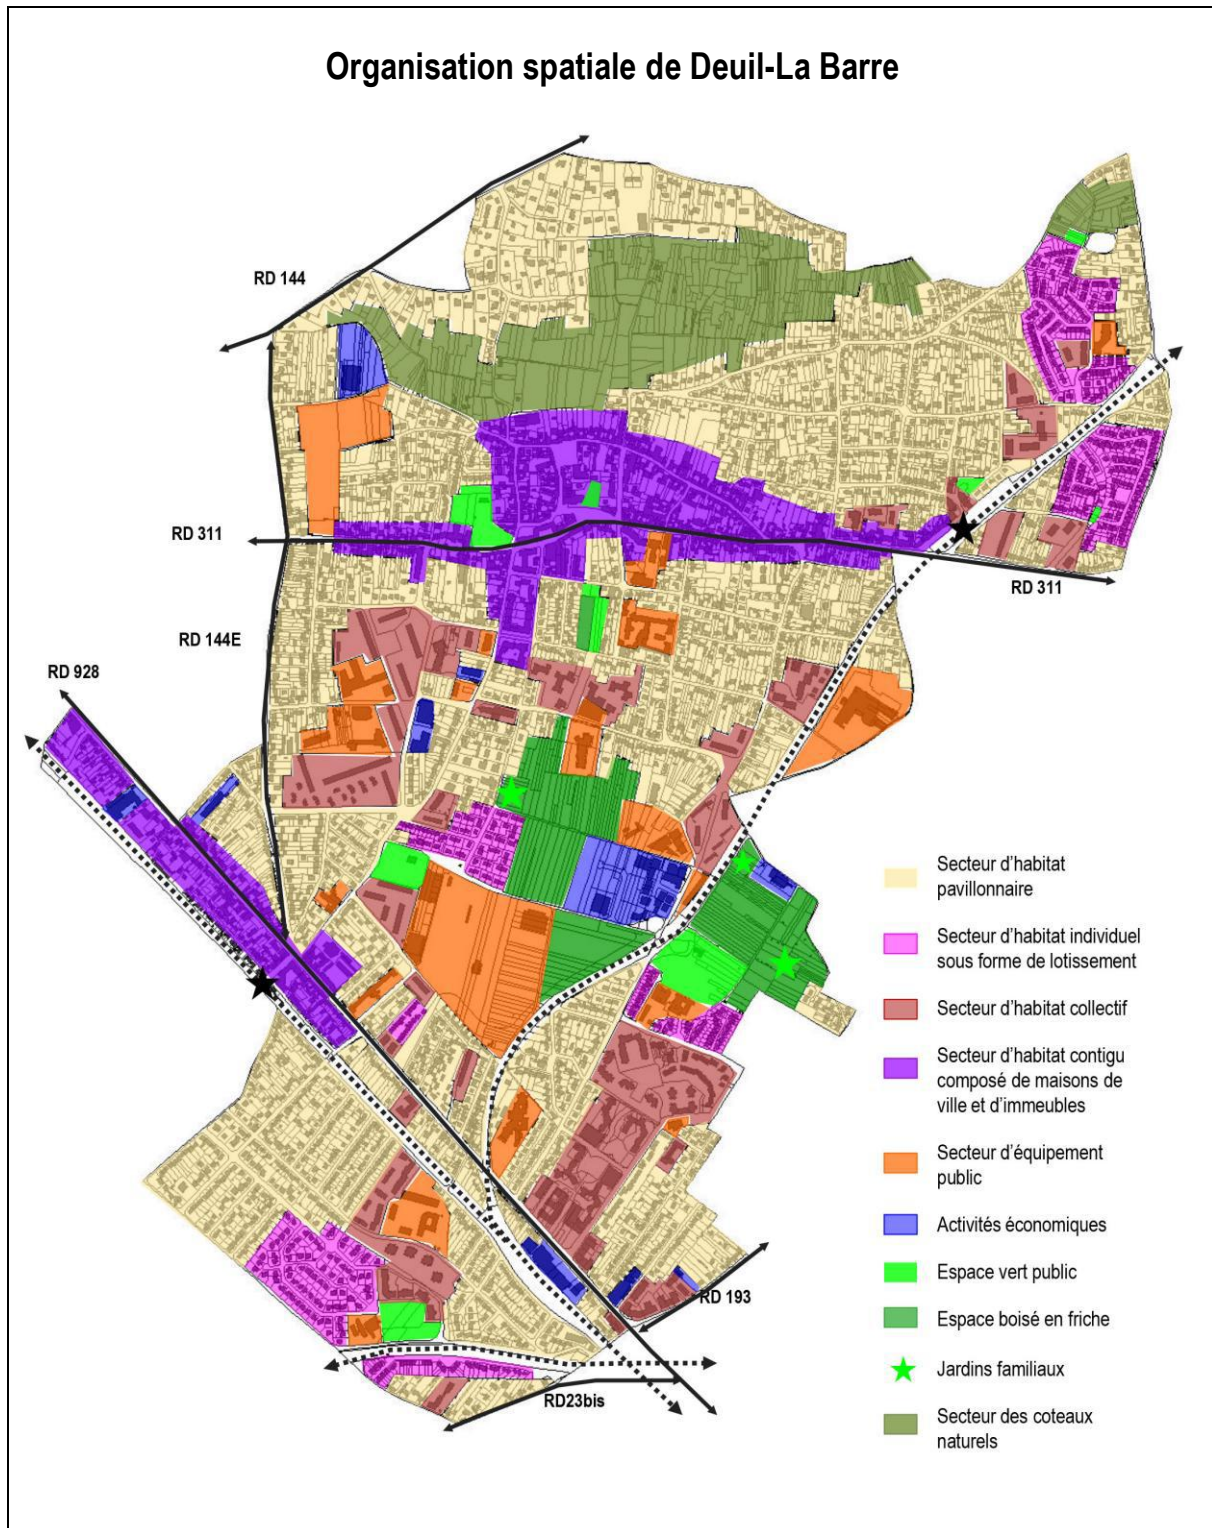 Organisation spatiale de Deuil-La Barre
RD 144
RD 311
RD 311
RD 144E
RD 928
Secteur d'habitat
pavillonnaire
Secteur d'habitat individuel
sous forme de lotissement
Secteur d'habitat collectif
Secteur d'habitat contigu
composé de maisons de
ville et d'immeubles
Secteur d'équipement
public
Activités économiques
Espace vert public
Espace boisé en friche
Jardins familiaux
Secteur des coteaux
naturels
RD 193
RD23bis